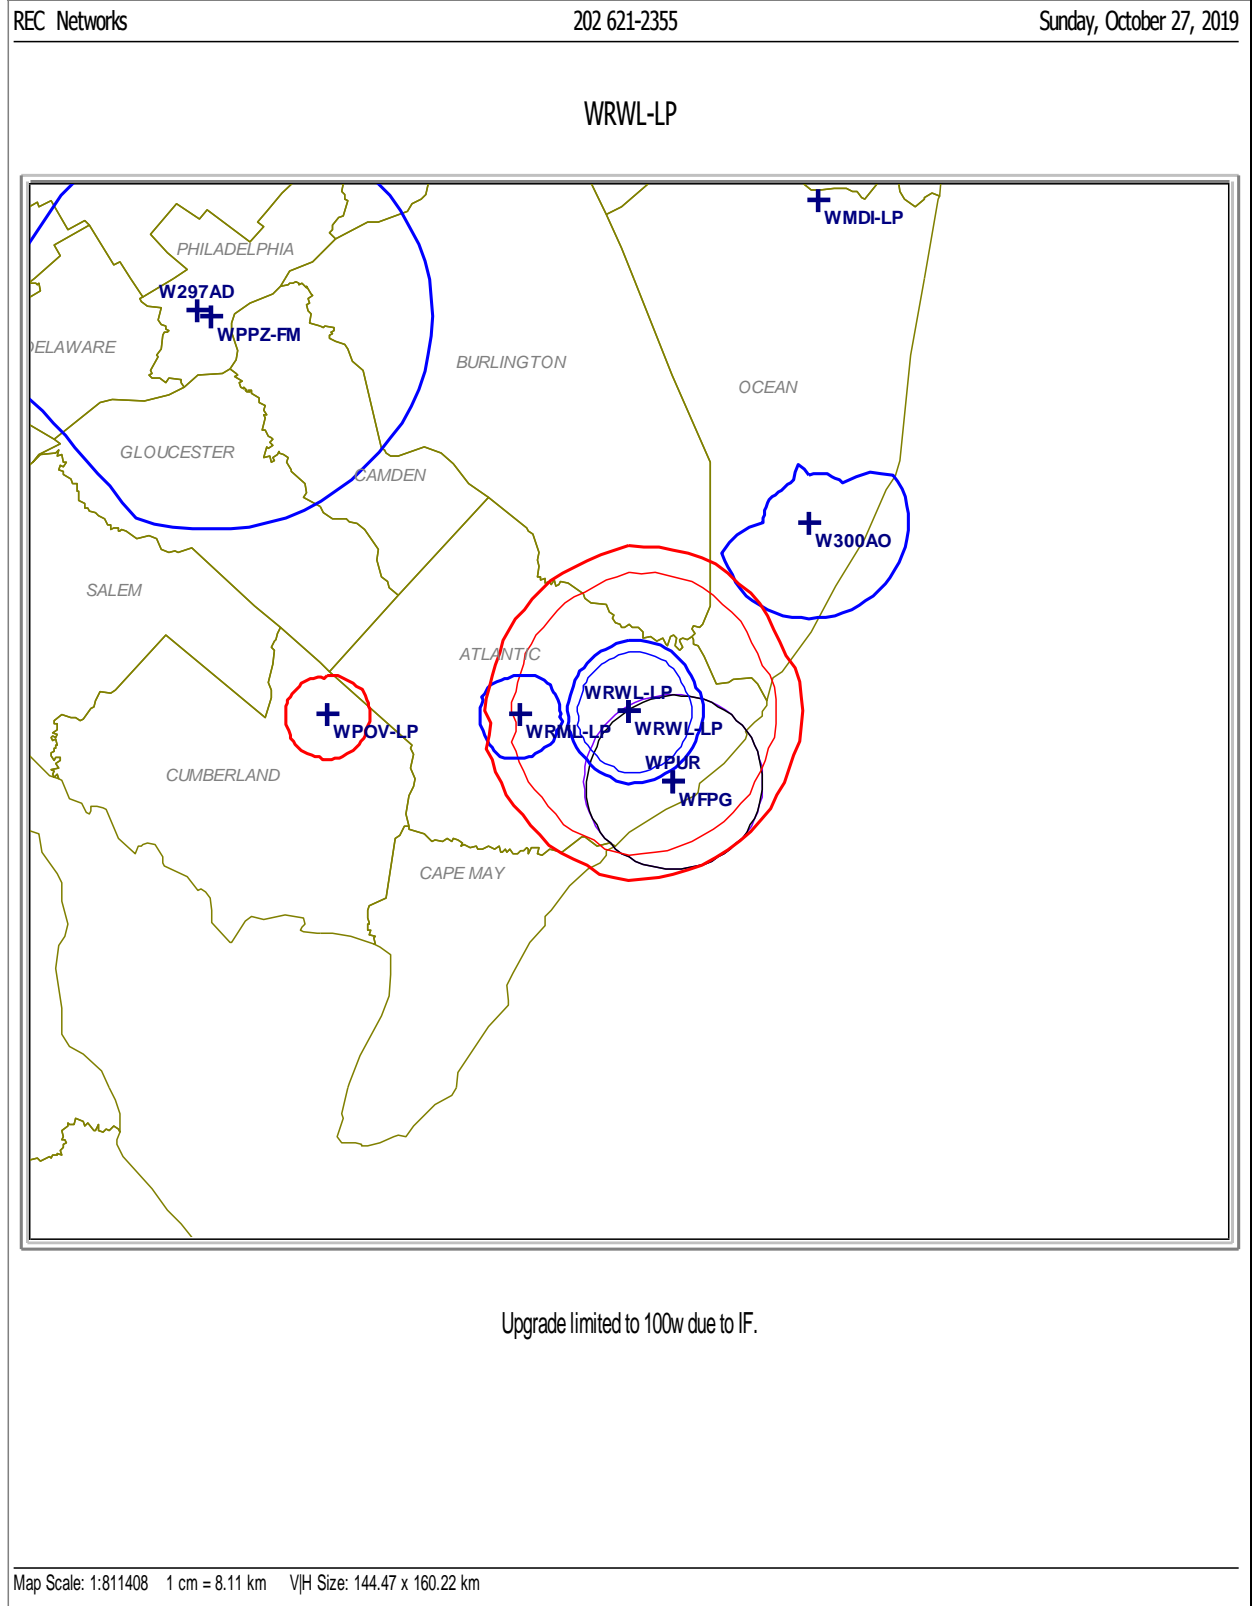 REC Networks 202 621-2355 Sunday, October 27, 2019
WRWL-LP
WMDI-LP
PHILADELPHIA
W297AD
WPPZ-FM
DELAWARE
BURLINGTON
OCEAN
GLOUCESTER
CAMDEN
W300AO
SALEM
ATLANTIC
WRWL-LP
WPOV-LP
WRML-LP
WRWL-LP
WPUR
CUMBERLAND
WFPG
CAPE MAY
Upgrade limited to 100w due to IF.
Map Scale: 1:811408 1 cm = 8.11 km V|H Size: 144.47 x 160.22 km